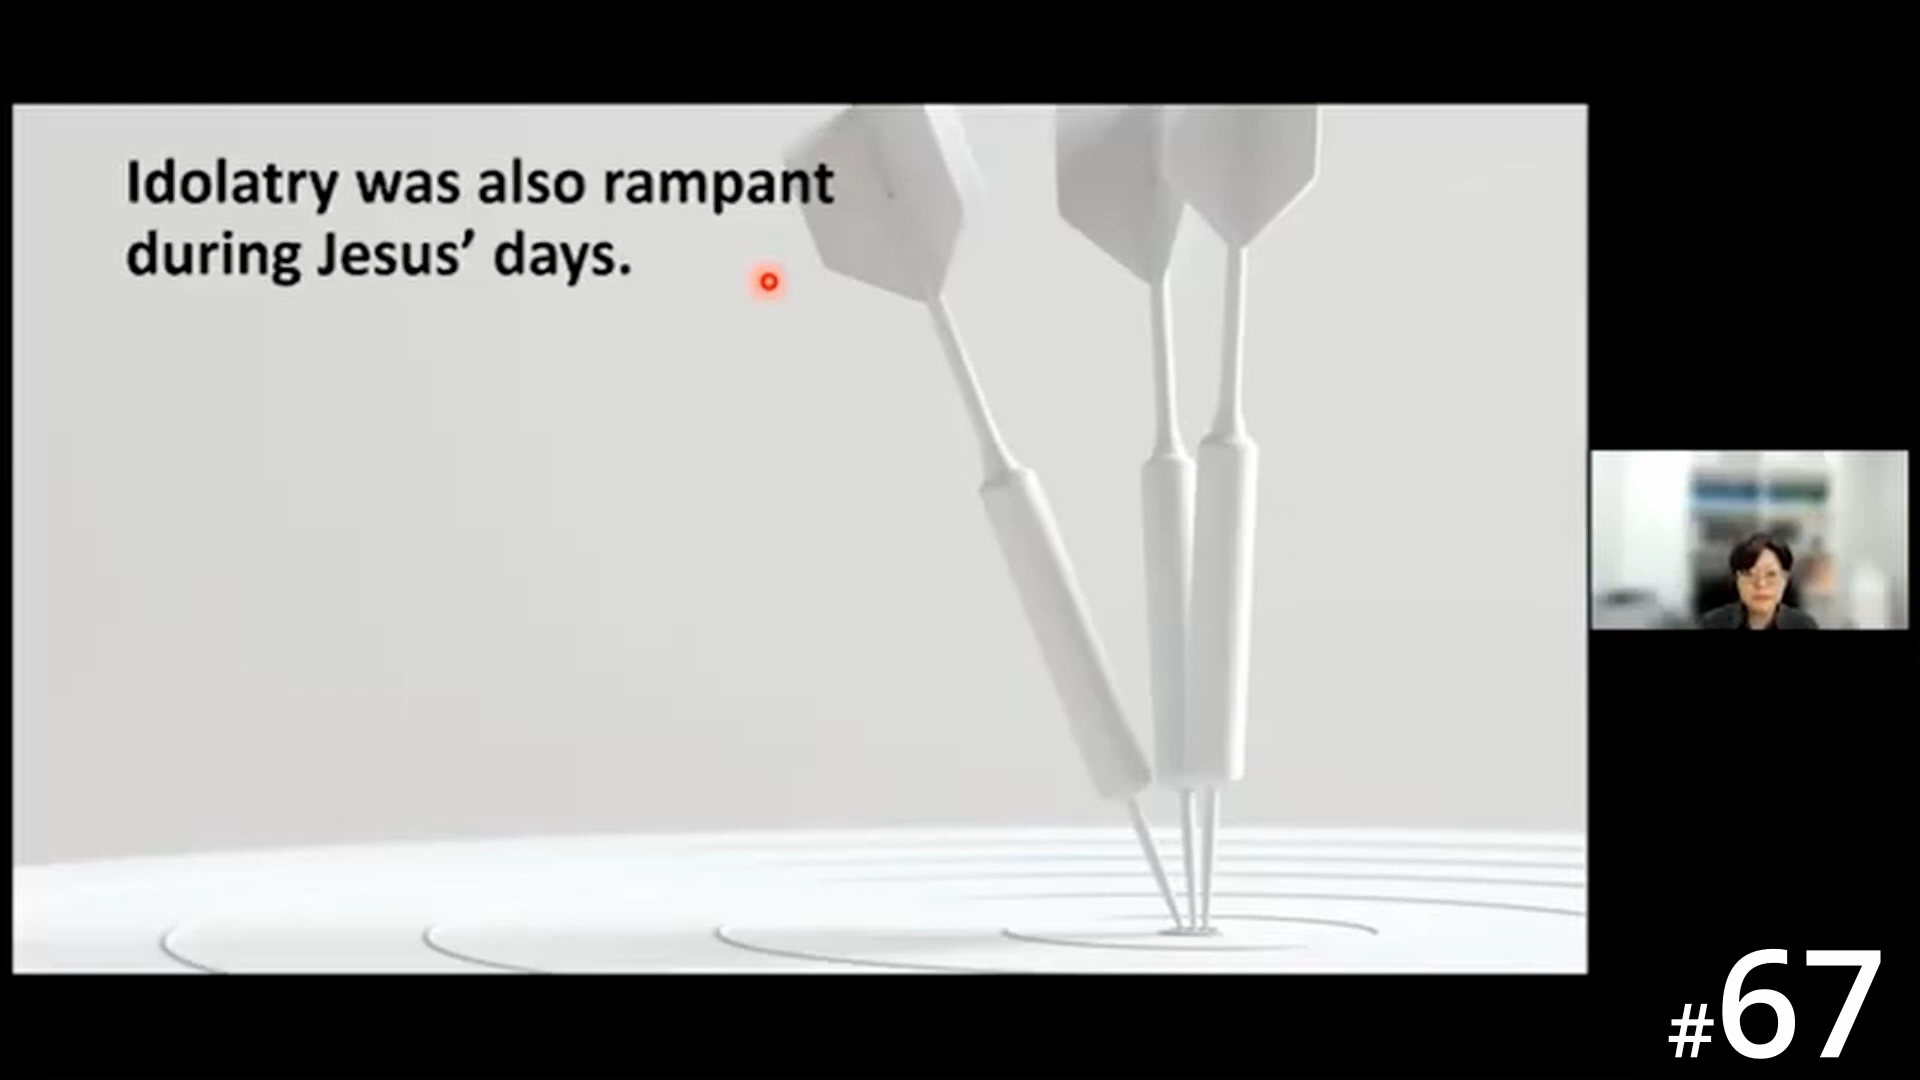 Idolatry was also rampant
during Jesus’ days.
#67